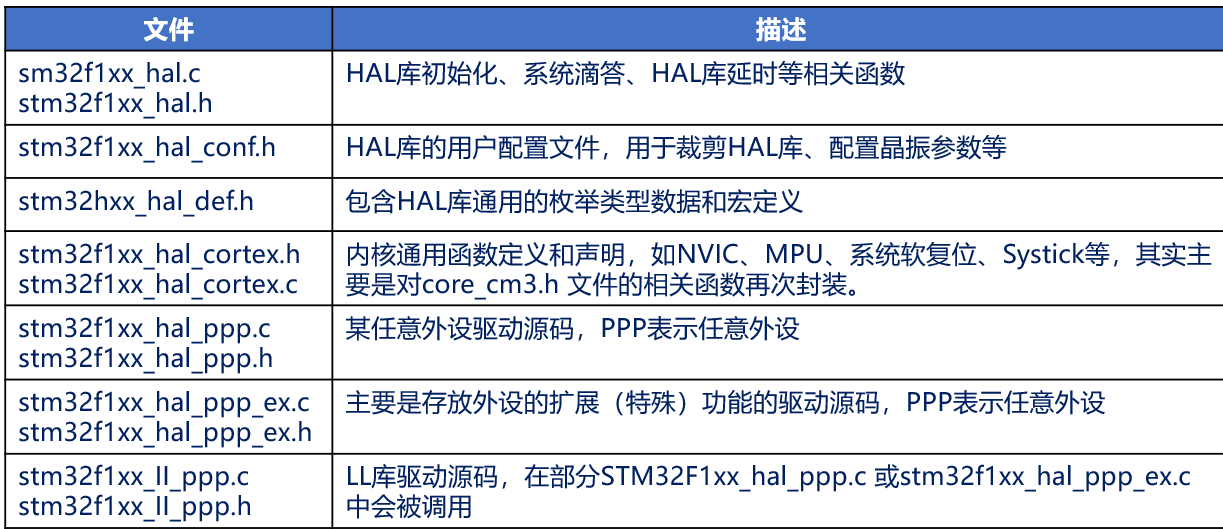 文件
描述
sm32f1xx_hal.c
stm32f1xx_hal.h
HAL库初始化、系统滴答、HAL库延时等相关函数
stm32f1xx_hal_conf.h
HAL库的用户配置文件，用于裁剪HAL库、配置晶振参数等
stm32hxx_hal_def.h
包含HAL库通用的枚举类型数据和宏定义
stm32f1xx_hal_cortex.h
stm32f1xx_hal_cortex.c
内核通用函数定义和声明，如NVIC、MPU、系统软复位、Systick等，其实主
要是对core_cm3.h 文件的相关函数再次封装。
stm32f1xx_hal_ppp.c
stm32f1xx_hal_ppp.h
某任意外设驱动源码，PPP表示任意外设
stm32f1xx_hal_ppp_ex.c
stm32f1xx_hal_ppp_ex.h
主要是存放外设的扩展（特殊）功能的驱动源码，PPP表示任意外设
stm32f1xx_II_ppp.c
stm32f1xx_II_ppp.h
LL库驱动源码，在部分STM32F1xx_hal_ppp.c 或stm32f1xx_hal_ppp_ex.c
中会被调用